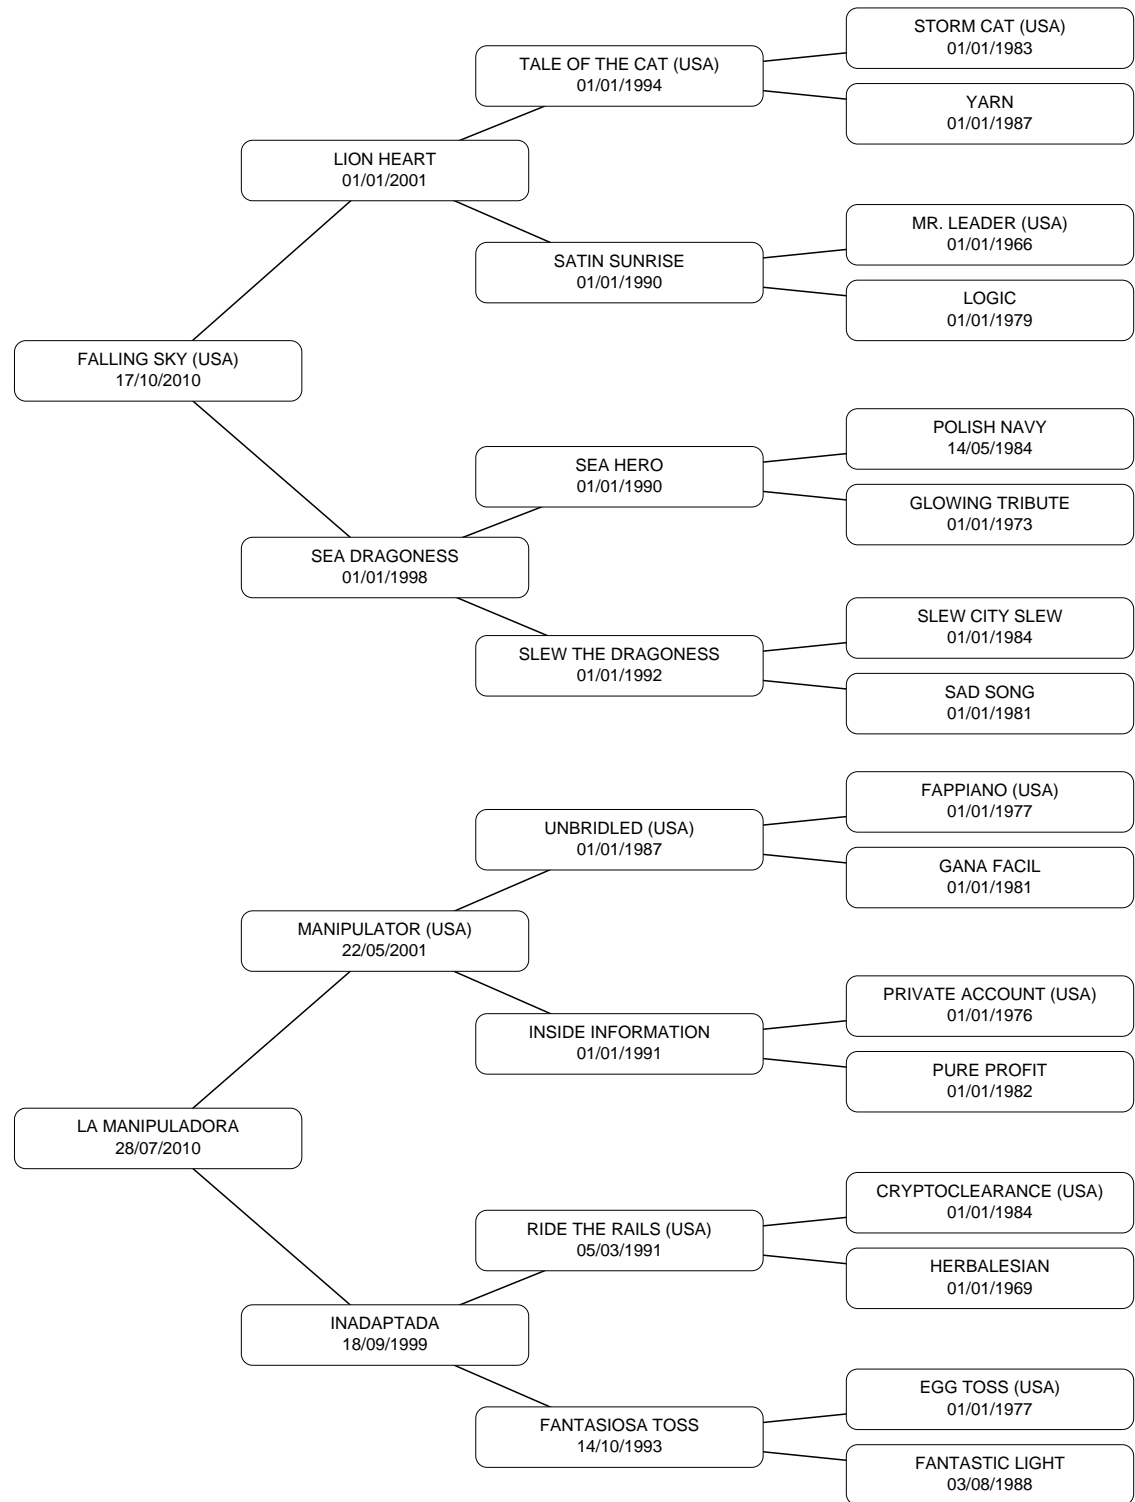 STORM CAT (USA)
01/01/1983
TALE OF THE CAT (USA)
01/01/1994
YARN
01/01/1987
LION HEART
01/01/2001
MR. LEADER (USA)
01/01/1966
SATIN SUNRISE
01/01/1990
LOGIC
01/01/1979
FALLING SKY (USA)
17/10/2010
POLISH NAVY
14/05/1984
SEA HERO
01/01/1990
GLOWING TRIBUTE
01/01/1973
SEA DRAGONESS
01/01/1998
SLEW CITY SLEW
01/01/1984
SLEW THE DRAGONESS
01/01/1992
SAD SONG
01/01/1981
FAPPIANO (USA)
01/01/1977
UNBRIDLED (USA)
01/01/1987
GANA FACIL
01/01/1981
MANIPULATOR (USA)
22/05/2001
PRIVATE ACCOUNT (USA)
01/01/1976
INSIDE INFORMATION
01/01/1991
PURE PROFIT
01/01/1982
LA MANIPULADORA
28/07/2010
CRYPTOCLEARANCE (USA)
01/01/1984
RIDE THE RAILS (USA)
05/03/1991
HERBALESIAN
01/01/1969
INADAPTADA
18/09/1999
EGG TOSS (USA)
01/01/1977
FANTASIOSA TOSS
14/10/1993
FANTASTIC LIGHT
03/08/1988